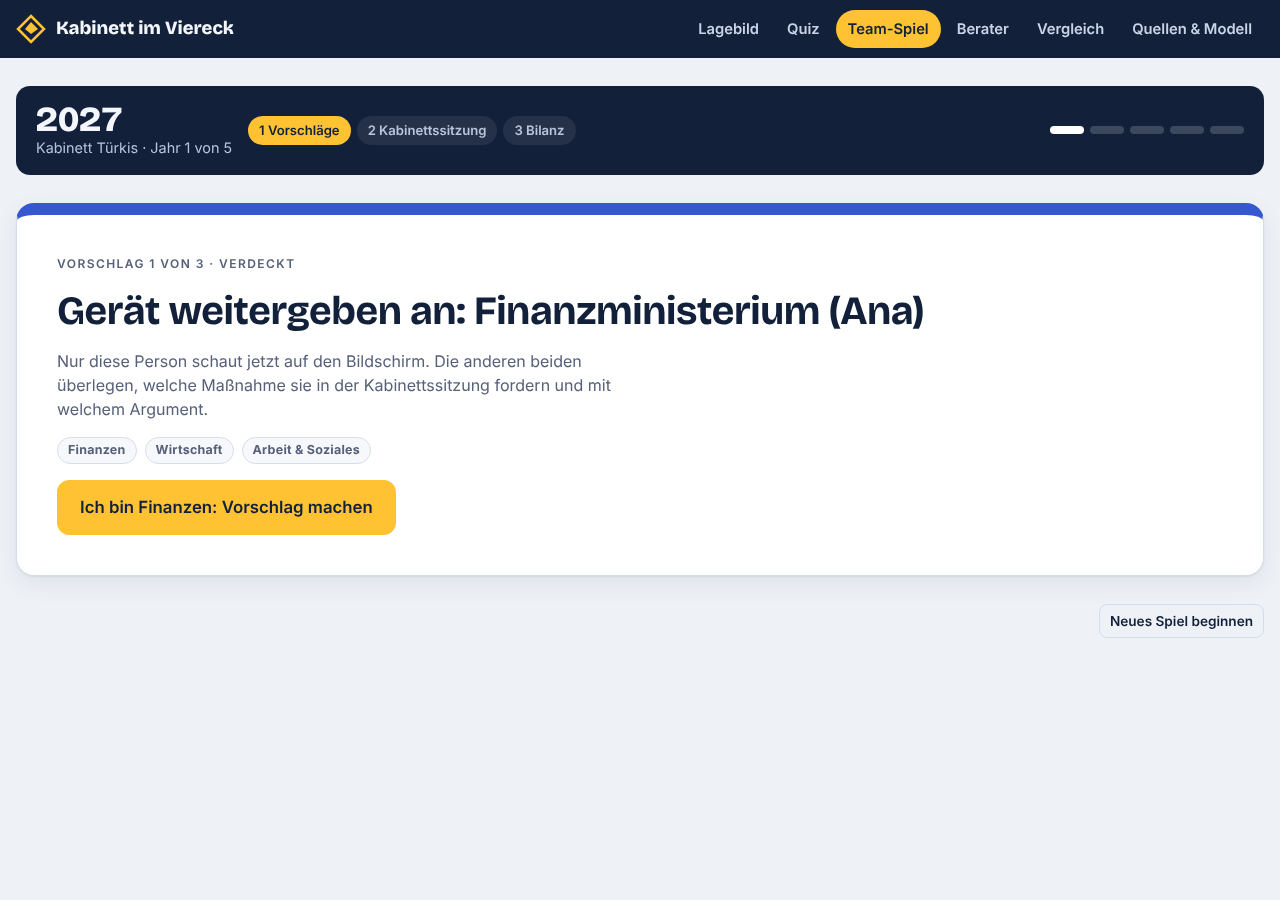 Kabinett im Viereck
Lagebild
Quiz
Team-Spiel
Berater
Vergleich
Quellen & Modell
2027
Kabinett Türkis · Jahr 1 von 5
1 Vorschläge
2 Kabinettssitzung
3 Bilanz
VORSCHLAG 1 VON 3 · VERDECKT
Gerät weitergeben an: Finanzministerium (Ana)
Nur diese Person schaut jetzt auf den Bildschirm. Die anderen beiden
überlegen, welche Maßnahme sie in der Kabinettssitzung fordern und mit
welchem Argument.
Finanzen
Wirtschaft
Arbeit & Soziales
Ich bin Finanzen: Vorschlag machen
Neues Spiel beginnen